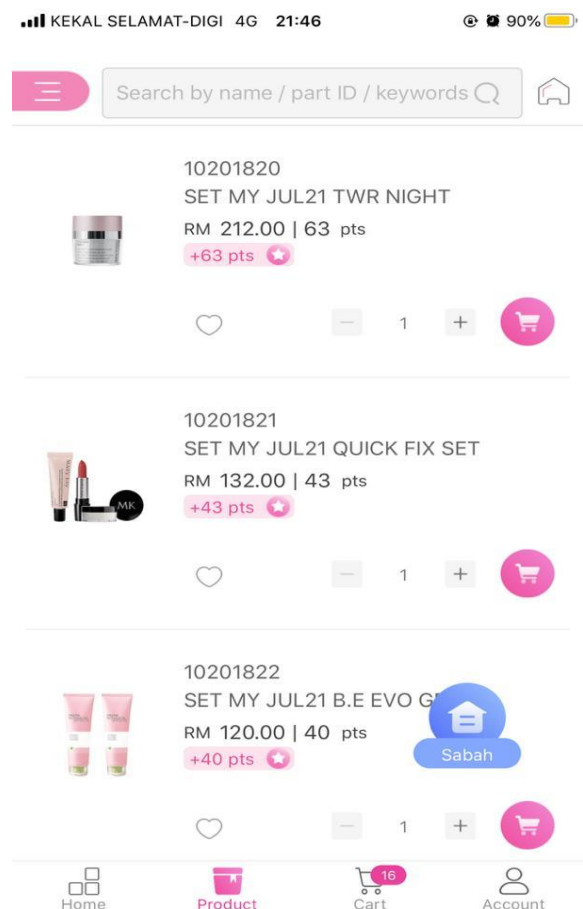 KEKAL SELAMAT-DIGI 4G 21:46 90%
Search by name / part ID / keywords
10201820
SET MY JUL21 TWR NIGHT
RM 212.00 | 63 pts
+63 pts
1
10201821
SET MY JUL21 QUICK FIX SET
RM 132.00 | 43 pts
+43 pts
MK
1
10201822
SET MY JUL21 B.E EVO
RM 120.00 | 40 pts
+40 pts
Sabah
1
16
Home Product Cart Account